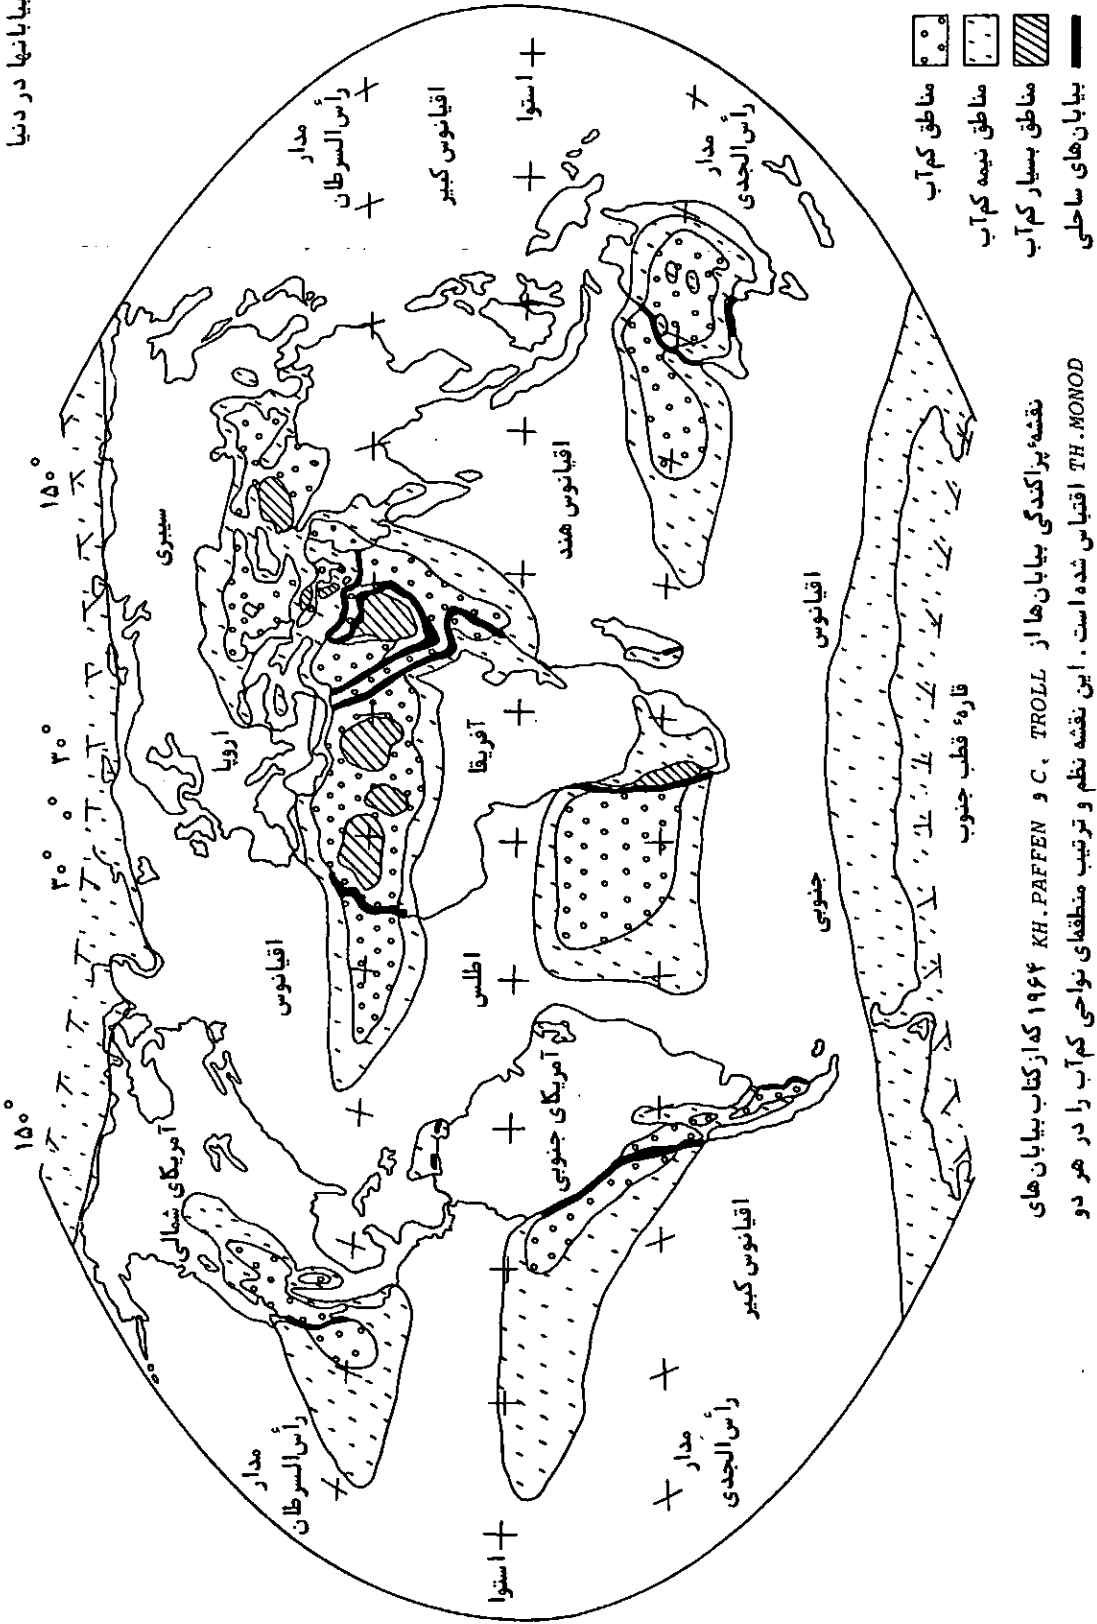 بیابانها در دنیا
۱۵۰°
۳۰°
°
۳۰°
۱۵۰°
سیبری
اروپا
آمریکای شمالی
مدار
رأس‌السرطان
اقیانوس کبیر
استوا
مدار
رأس‌الجدی
اقیانوس هند
آفریقا
اقیانوس
اطلس
آمریکای جنوبی
اقیانوس کبیر
مدار
رأس‌السرطان
استوا
مدار
رأس‌الجدی
اقیانوس
جنوبی
قارهٔ قطب جنوب
مناطق کم‌آب
مناطق نیمه کم‌آب
مناطق بسیار کم‌آب
بیابان‌های ساحلی
نقشهٔ پراکندگی بیابان‌ها از C. TROLL و KH.PAFFEN ۱۹۶۴ که از کتاب بیابان‌های
TH.MONOD اقتباس شده است. این نقشه نظم و ترتیب منطقه‌ای نواحی کم‌آب را در هر دو